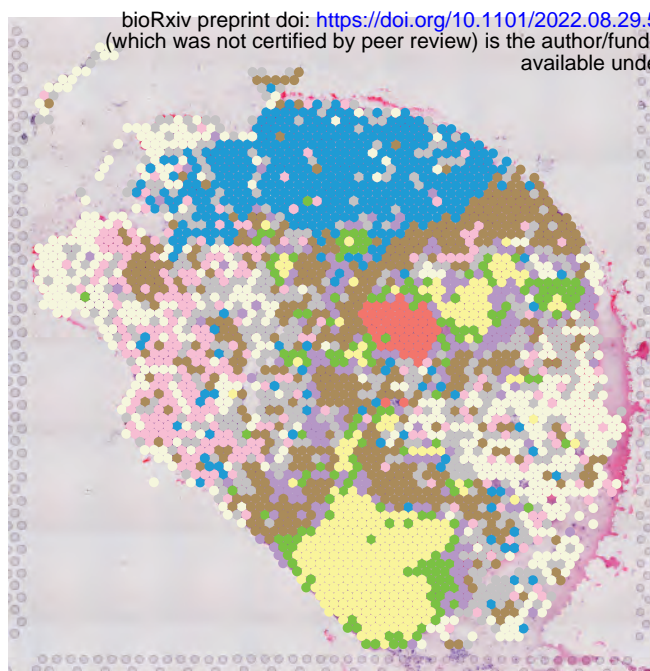 bioRxiv preprint doi: https://doi.org/10.1101/2022.08.29.5
(which was not certified by peer review) is the author/fund
available unde